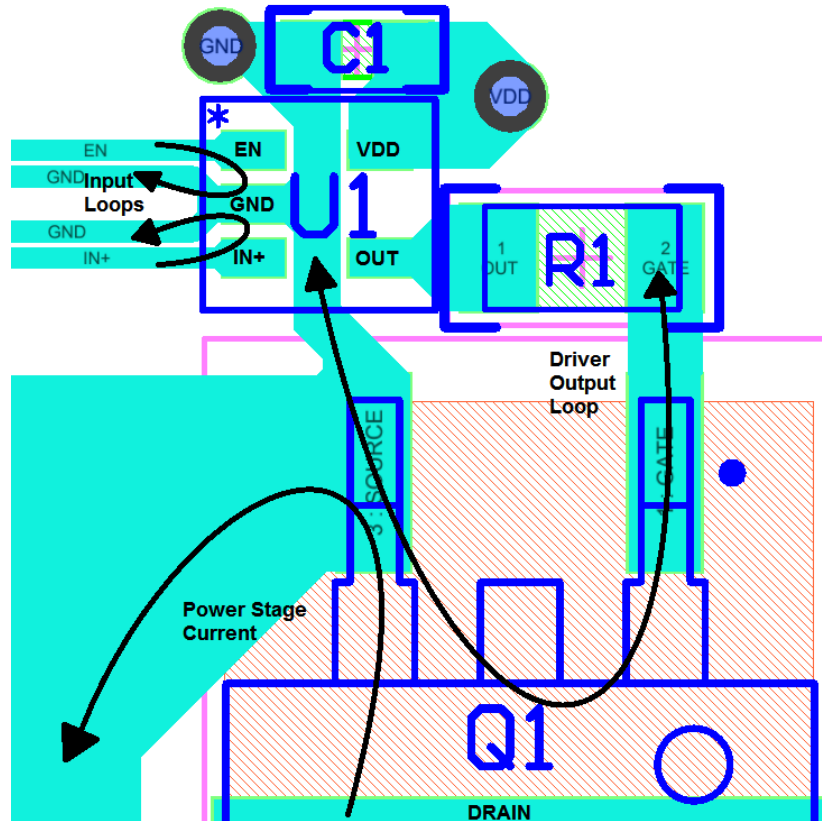 C1
GND
VDD
*
EN
EN
VDD
GND
Input
Loops
GND
U1
GND
IN+
IN+
OUT
1
OUT
R1
2
GATE
Driver
Output
Loop
3 : SOURCE
1 : GATE
Power Stage
Current
Q1
DRAIN